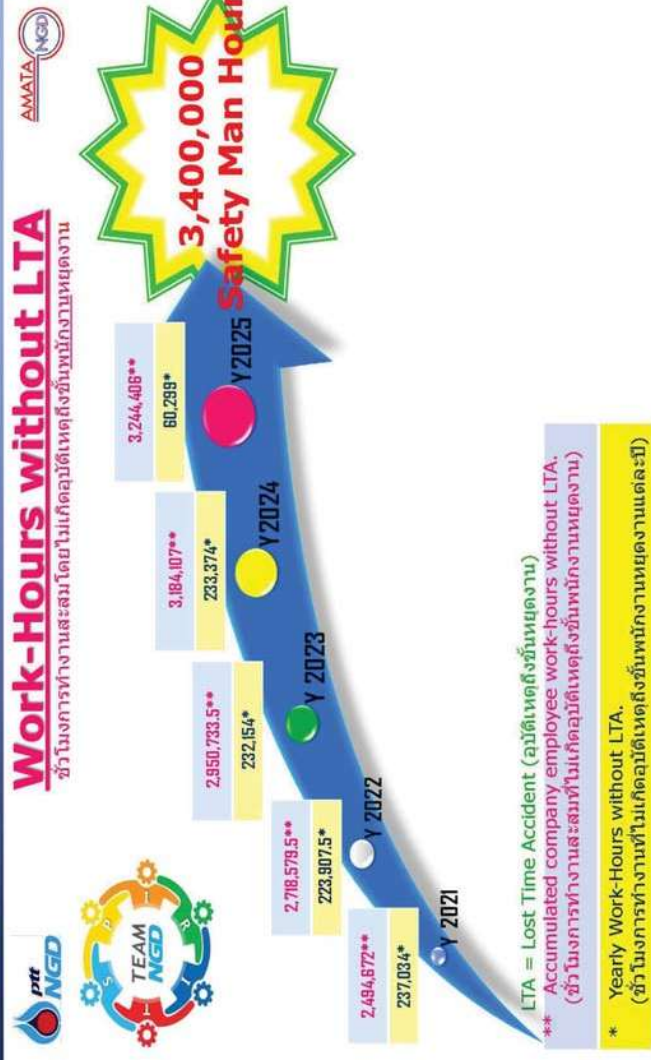 ptt
NGD
Work-Hours without LTA
ชั่วโมงการทำงานสะสมโดยไม่เกิดอุบัติเหตุถึงขั้นพนักงานหยุดงาน
AMATA NGD
S P I R I T
TEAM
NGD
2,494,672**
237,034*
Y 2021
2,718,579.5**
223,907.5*
Y 2022
2,950,733.5**
232,154*
Y 2023
3,184,107**
233,374*
Y2024
3,244,406**
60,299*
Y2025
3,400,000
Safety Man Hour
LTA = Lost Time Accident (อุบัติเหตุถึงขั้นหยุดงาน)
** Accumulated company employee work-hours without LTA.
(ชั่วโมงการทำงานสะสมที่ไม่เกิดอุบัติเหตุถึงขั้นพนักงานหยุดงาน)
* Yearly Work-Hours without LTA.
(ชั่วโมงการทำงานที่ไม่เกิดอุบัติเหตุถึงขั้นพนักงานหยุดงานแต่ละปี)